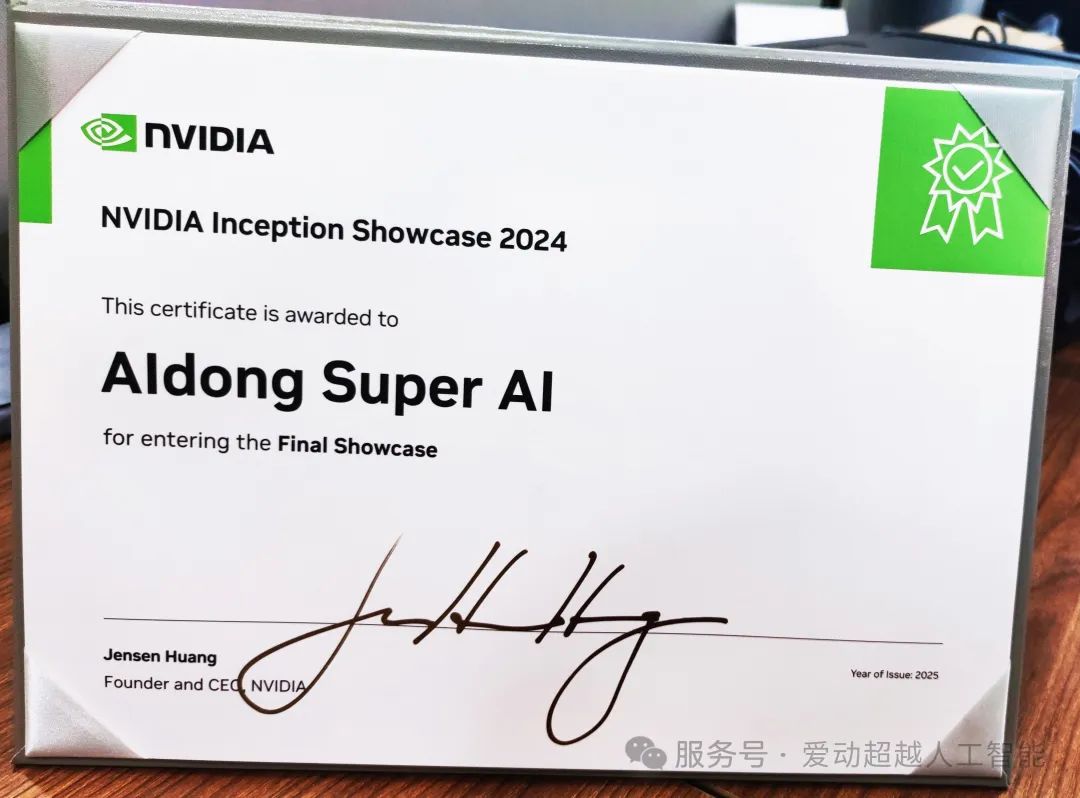 NVIDIA
NVIDIA Inception Showcase 2024
This certificate is awarded to
AIdong Super AI
for entering the Final Showcase
Jensen Huang
Founder and CEO, NVIDIA
Year of Issue: 2025
服务号 · 爱动超越人工智能